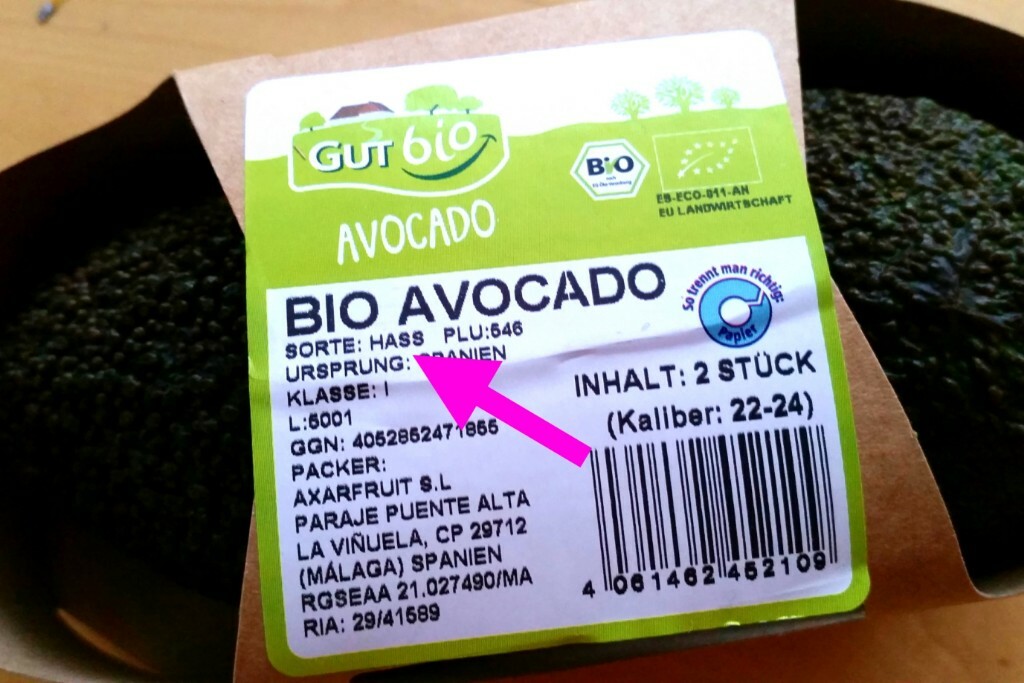 GUT bio
AVOCADO
BiO
ES-ECO-811-AN
EU LANDWIRTSCHAFT
BIO AVOCADO
SORTE: HASS PLU:546
URSPRUNG: SPANIEN
KLASSE: I
L:5001
GGN: 4052852471855
PACKER:
AXARFRUIT S.L
PARAJE PUENTE ALTA
LA VIÑUELA, CP 29712
(MÁLAGA) SPANIEN
RGSEAA 21.027490/MA
RIA: 29/41589
So trennt man richtig:
Papier
INHALT: 2 STÜCK
(Kaliber: 22-24)
4 061462 452109